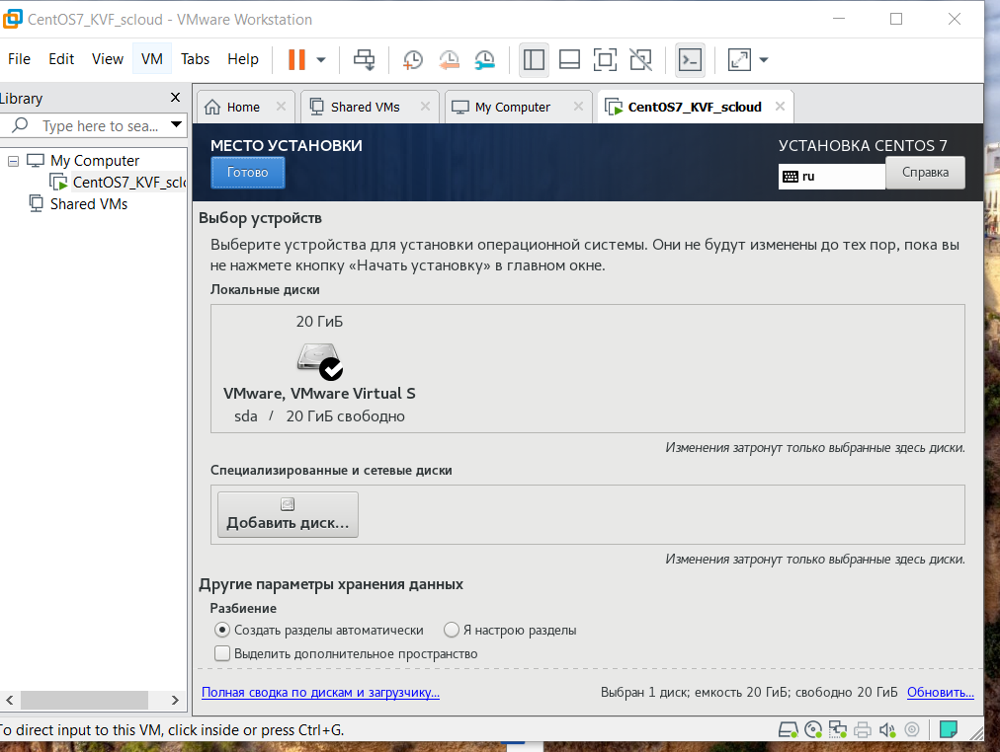 CentOS7_KVF_scloud - VMware Workstation
File Edit View VM Tabs Help
Library
Type here to sea...
My Computer
CentOS7_KVF_scl
Shared VMs
Home
Shared VMs
My Computer
CentOS7_KVF_scloud
МЕСТО УСТАНОВКИ
Готово
УСТАНОВКА CENTOS 7
ru
Справка
Выбор устройств
Выберите устройства для установки операционной системы. Они не будут изменены до тех пор, пока вы
не нажмете кнопку «Начать установку» в главном окне.
Локальные диски
20 ГиБ
VMware, VMware Virtual S
sda / 20 ГиБ свободно
Изменения затронут только выбранные здесь диски.
Специализированные и сетевые диски
Добавить диск...
Изменения затронут только выбранные здесь диски.
Другие параметры хранения данных
Разбиение
Создать разделы автоматически Я настрою разделы
Выделить дополнительное пространство
Полная сводка по дискам и загрузчику...
Выбран 1 диск; емкость 20 ГиБ; свободно 20 ГиБ Обновить...
To direct input to this VM, click inside or press Ctrl+G.